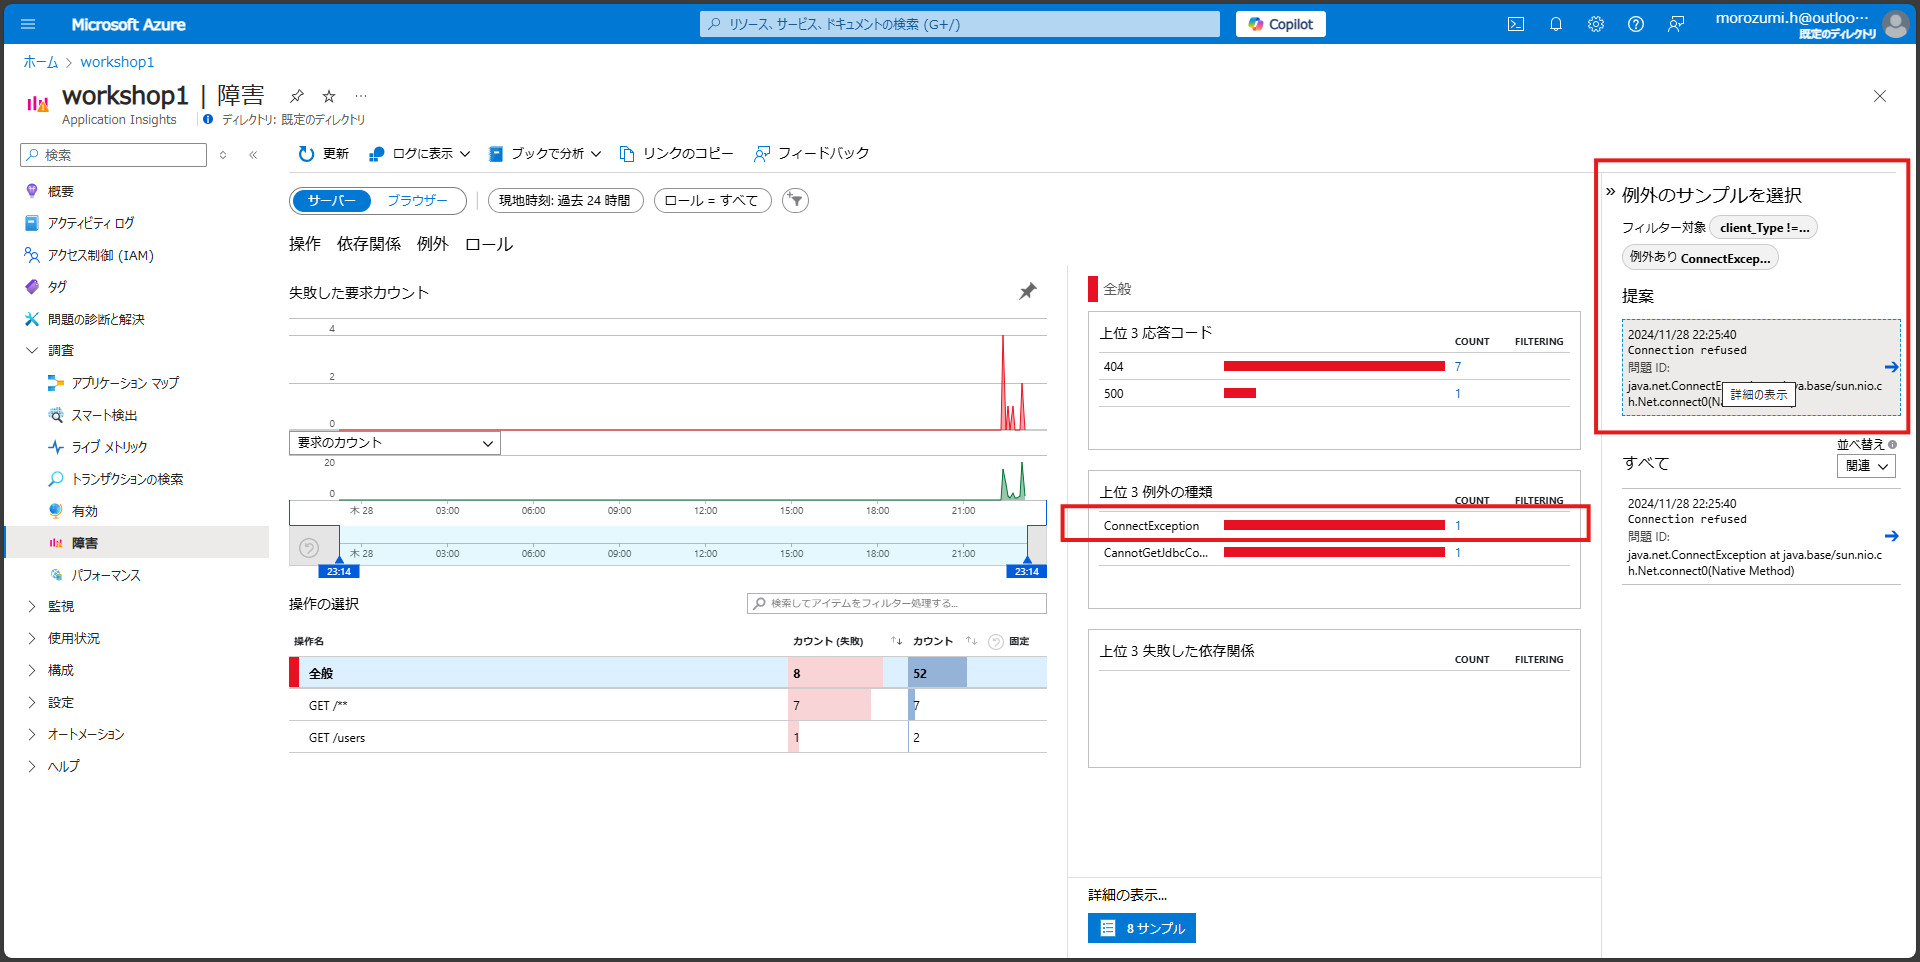 Microsoft Azure
リソース、サービス、ドキュメントの検索 (G+/)
Copilot
morozumi.h@outloo…
既定のディレクトリ
ホーム > workshop1
workshop1 | 障害
Application Insights
ディレクトリ: 既定のディレクトリ
検索
概要
アクティビティ ログ
アクセス制御 (IAM)
タグ
問題の診断と解決
調査
アプリケーション マップ
スマート検出
ライブ メトリック
トランザクションの検索
有効
障害
パフォーマンス
監視
使用状況
構成
設定
オートメーション
ヘルプ
更新
ログに表示
ブックで分析
リンクのコピー
フィードバック
サーバー
ブラウザー
現地時刻: 過去 24 時間
ロール = すべて
操作 依存関係 例外 ロール
失敗した要求カウント
4
2
0
要求のカウント
20
0
木 28 03:00 06:00 09:00 12:00 15:00 18:00 21:00
木 28 03:00 06:00 09:00 12:00 15:00 18:00 21:00
23:14 23:14
操作の選択
検索してアイテムをフィルター処理する...
操作名 カウント (失敗) カウント 固定
全般 8 52
GET /** 7 7
GET /users 1 2
全般
上位 3 応答コード
COUNT FILTERING
404 7
500 1
上位 3 例外の種類
COUNT FILTERING
ConnectException 1
CannotGetJdbcCo... 1
上位 3 失敗した依存関係
COUNT FILTERING
詳細の表示...
8 サンプル
例外のサンプルを選択
フィルター対象 client_Type !=...
例外あり ConnectExcep...
提案
2024/11/28 22:25:40
Connection refused
問題 ID:
java.net.ConnectE va.base/sun.nio.c
h.Net.connect0(Na
詳細の表示
並べ替え
すべて
関連
2024/11/28 22:25:40
Connection refused
問題 ID:
java.net.ConnectException at java.base/sun.nio.c
h.Net.connect0(Native Method)